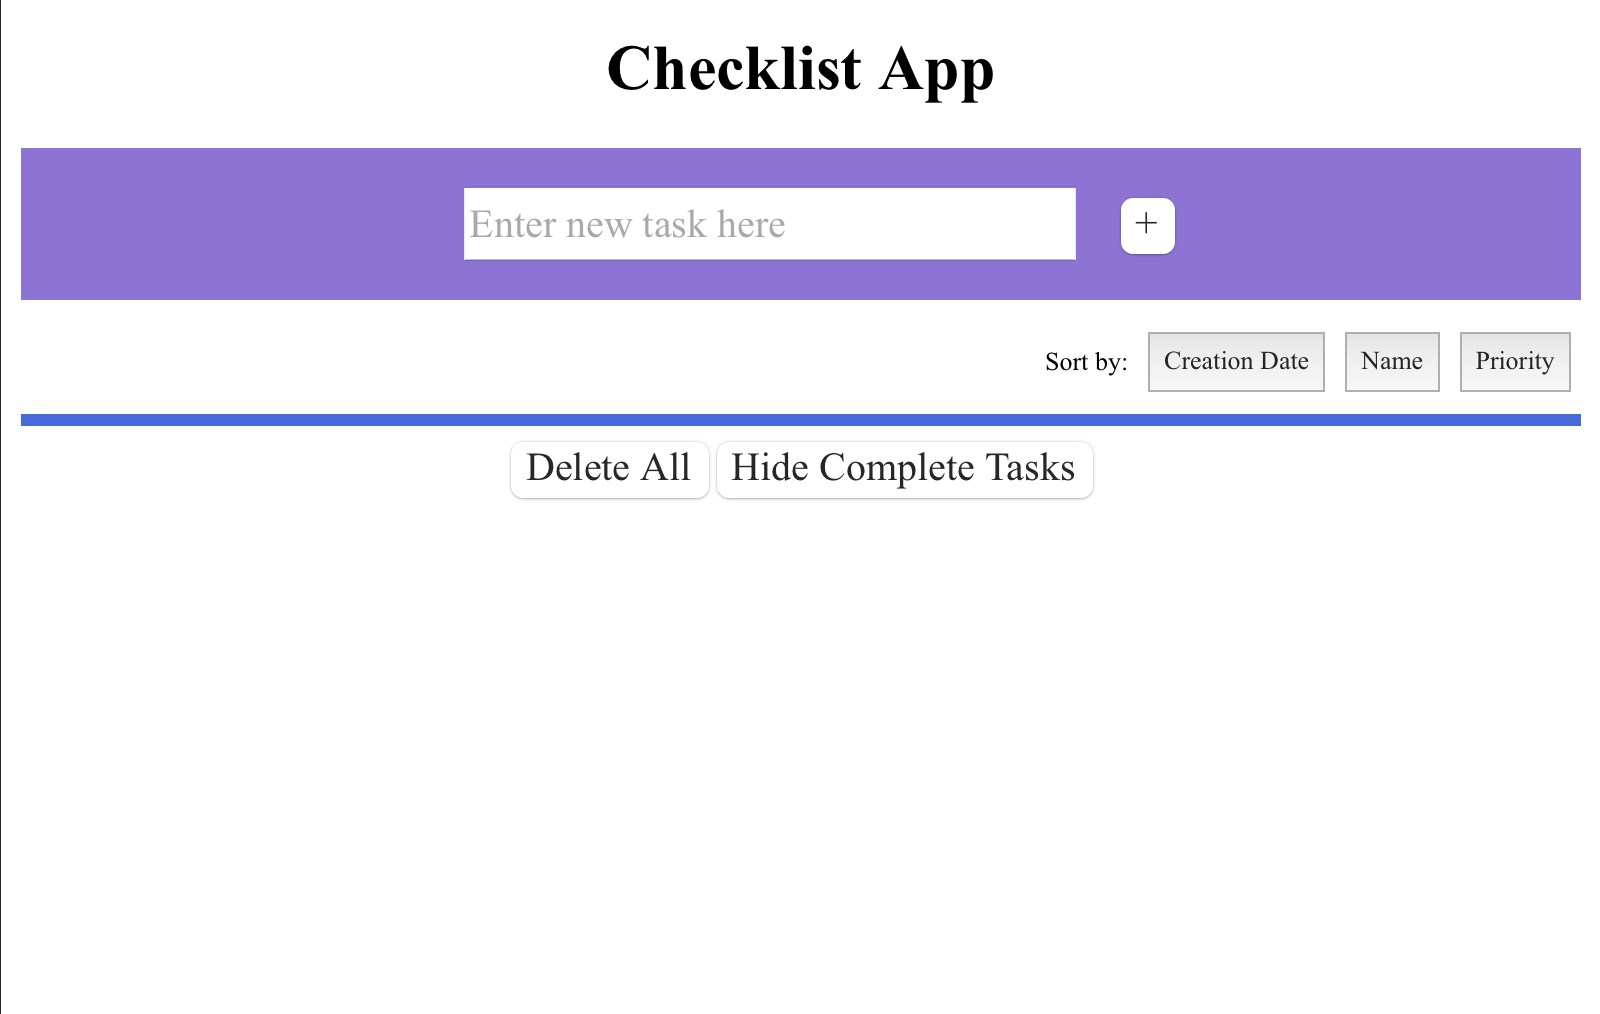 Checklist App
Enter new task here +
Sort by: Creation Date Name Priority
Delete All Hide Complete Tasks